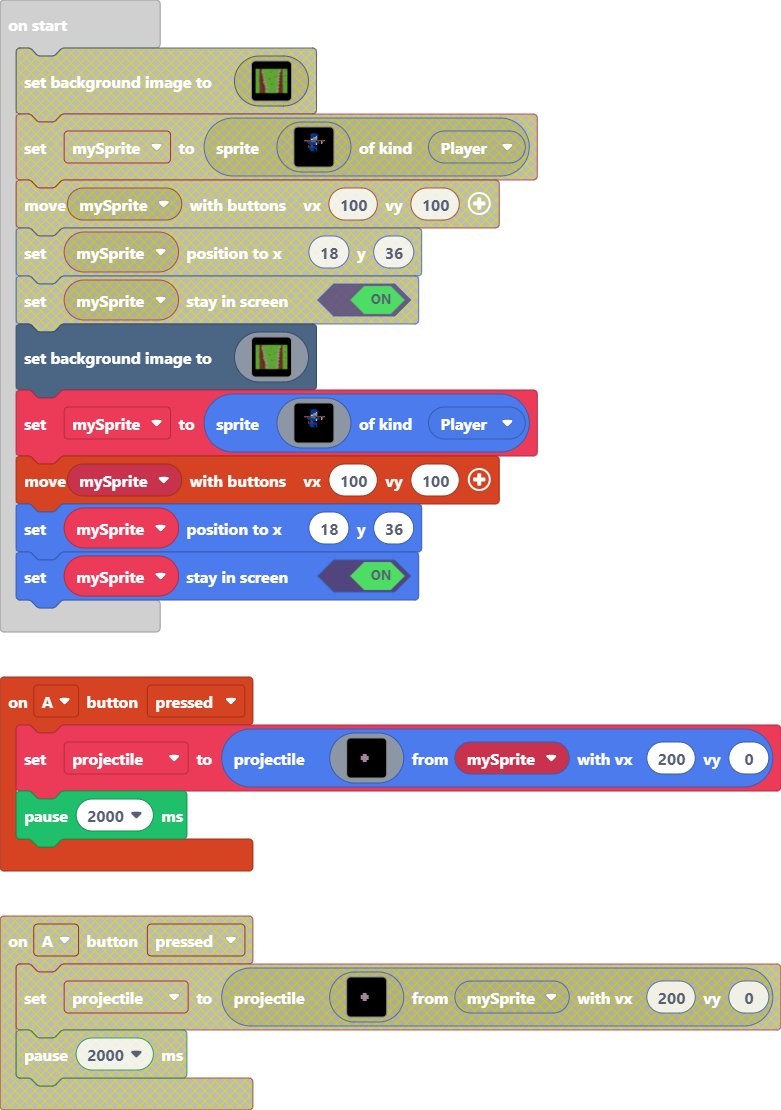 on start
set background image to
set mySprite to sprite of kind Player
move mySprite with buttons vx 100 vy 100
set mySprite position to x 18 y 36
set mySprite stay in screen ON
set background image to
set mySprite to sprite of kind Player
move mySprite with buttons vx 100 vy 100
set mySprite position to x 18 y 36
set mySprite stay in screen ON
on A button pressed
set projectile to projectile from mySprite with vx 200 vy 0
pause 2000 ms
on A button pressed
set projectile to projectile from mySprite with vx 200 vy 0
pause 2000 ms